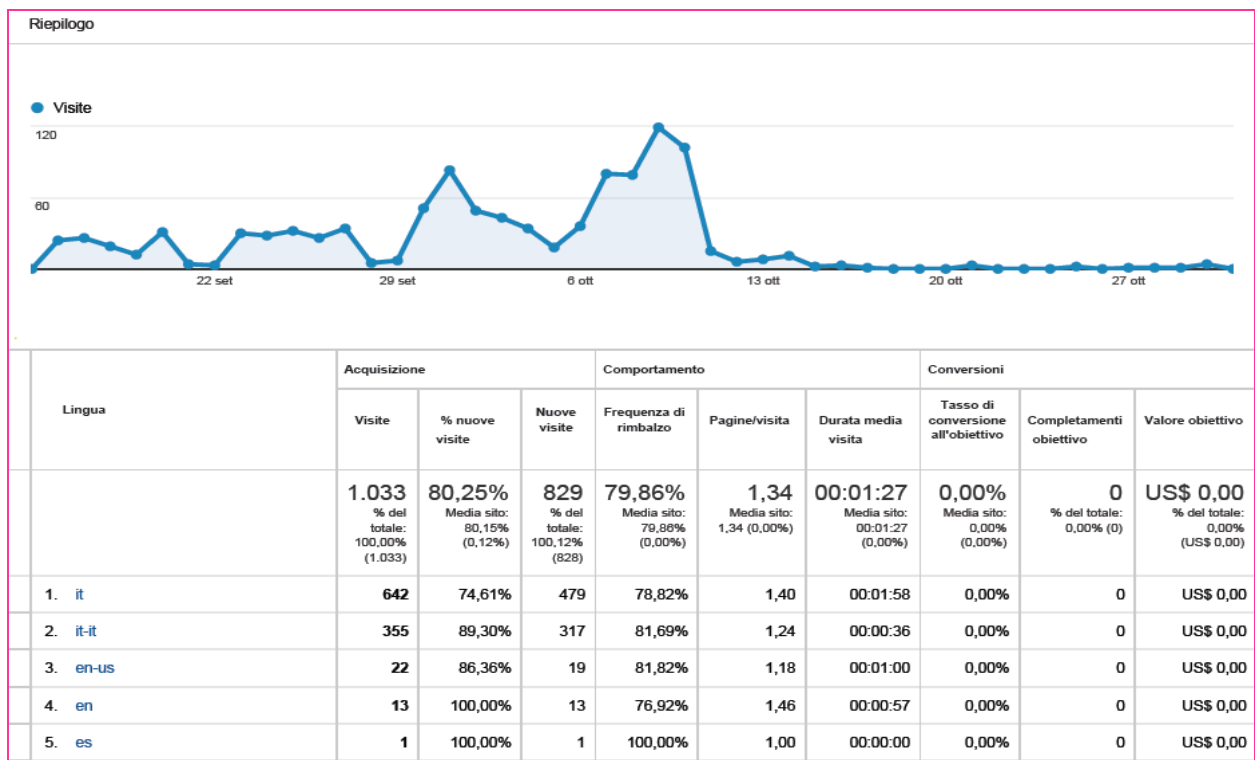 Riepilogo
Visite
120
60
22 set 29 set 6 ott 13 ott 20 ott 27 ott
Lingua
Acquisizione Comportamento Conversioni
Visite % nuove visite Nuove visite Frequenza di rimbalzo Pagine/visita Durata media visita Tasso di conversione all'obiettivo Completamenti obiettivo Valore obiettivo
1.033 80,25% 829 79,86% 1,34 00:01:27 0,00% 0 US$ 0,00
% del totale: 100,00% (1.033) Media sito: 80,15% (0,12%) % del totale: 100,12% (828) Media sito: 79,86% (0,00%) Media sito: 1,34 (0,00%) Media sito: 00:01:27 (0,00%) Media sito: 0,00% (0,00%) % del totale: 0,00% (0) % del totale: 0,00% (US$ 0,00)
1. it 642 74,61% 479 78,82% 1,40 00:01:58 0,00% 0 US$ 0,00
2. it-it 355 89,30% 317 81,69% 1,24 00:00:36 0,00% 0 US$ 0,00
3. en-us 22 86,36% 19 81,82% 1,18 00:01:00 0,00% 0 US$ 0,00
4. en 13 100,00% 13 76,92% 1,46 00:00:57 0,00% 0 US$ 0,00
5. es 1 100,00% 1 100,00% 1,00 00:00:00 0,00% 0 US$ 0,00